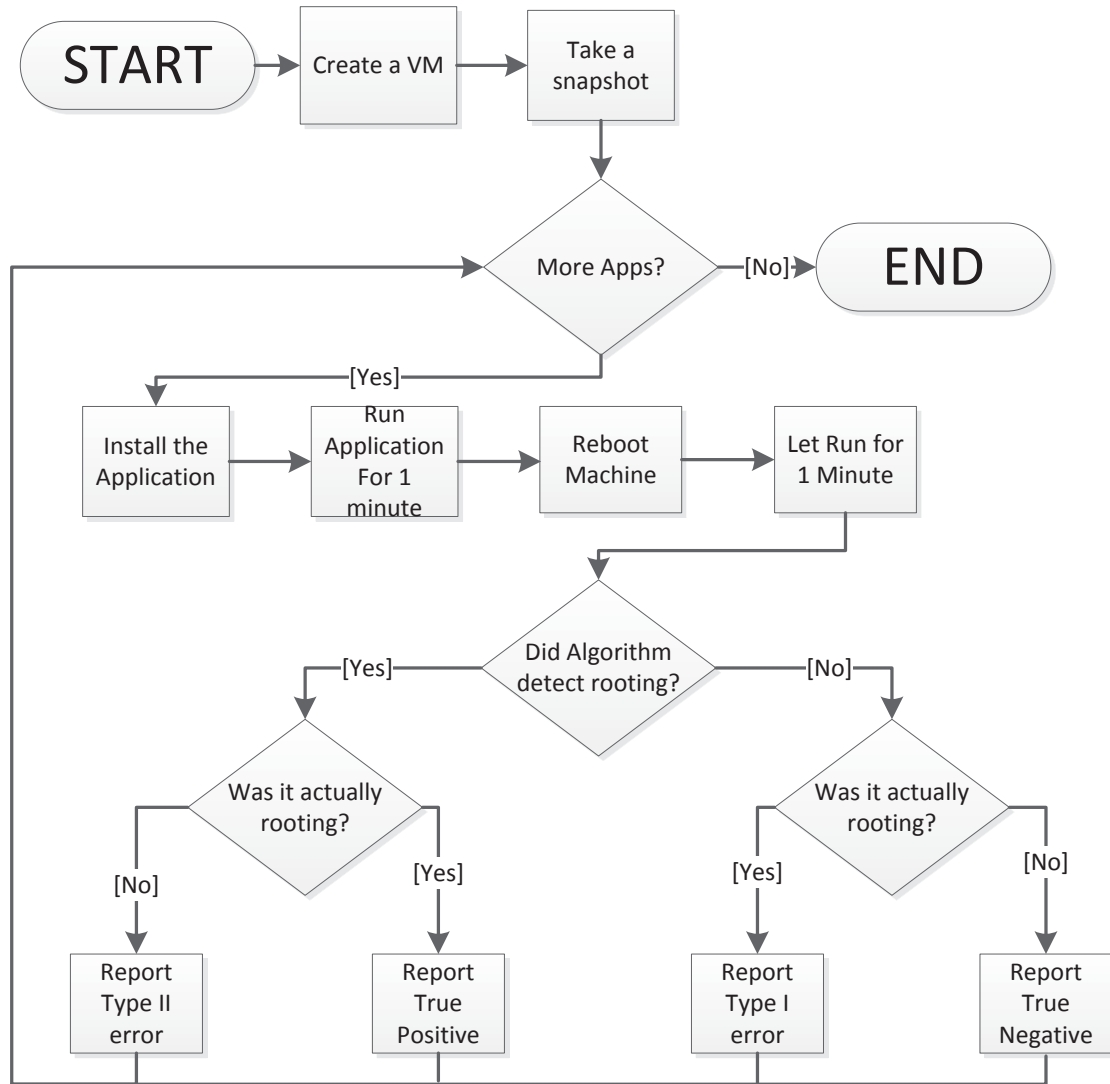 START
Create a VM
Take a
snapshot
More Apps?
[No]
END
[Yes]
Install the
Application
Run
Application
For 1
minute
Reboot
Machine
Let Run for
1 Minute
Did Algorithm
detect rooting?
[Yes]
[No]
Was it actually
rooting?
Was it actually
rooting?
[No]
[Yes]
[Yes]
[No]
Report
Type II
error
Report
True
Positive
Report
Type I
error
Report
True
Negative